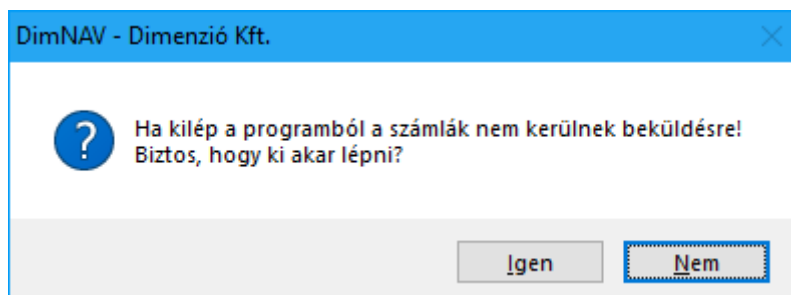 DimNAV - Dimenzió Kft.
Ha kilép a programból a számlák nem kerülnek beküldésre!
Biztos, hogy ki akar lépni?
Igen
Nem